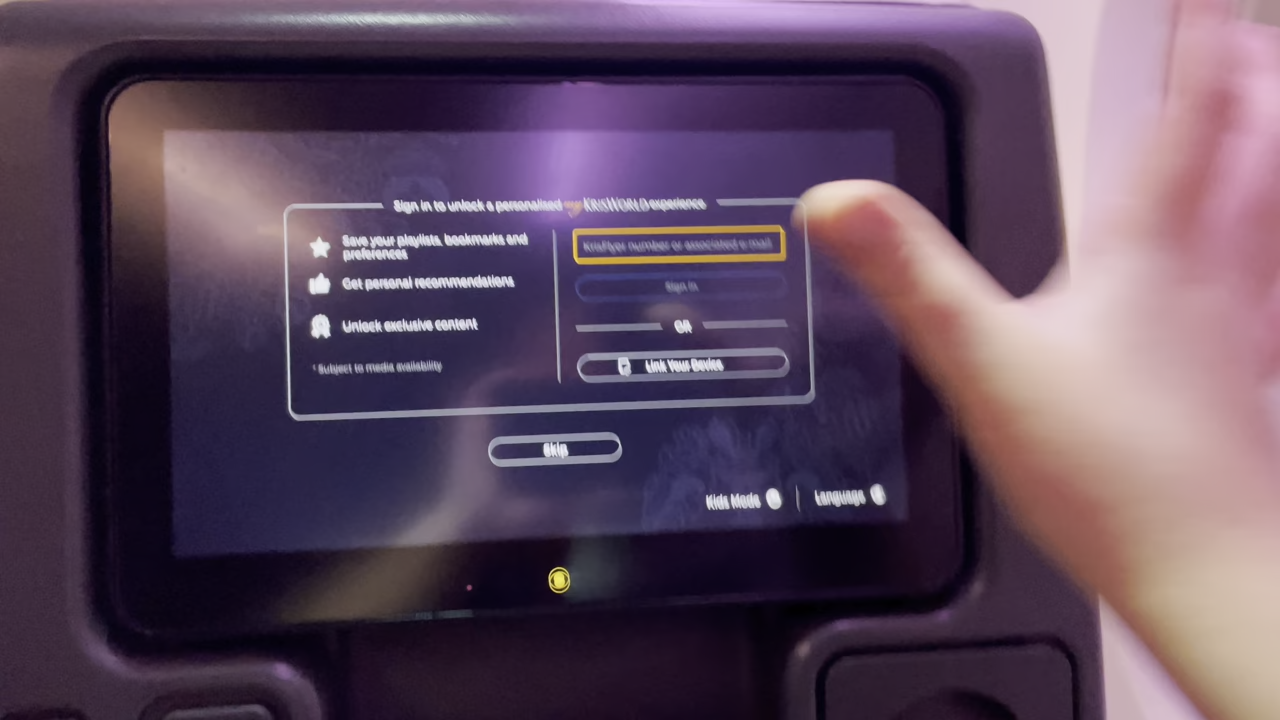 Sign in to unlock a personalised myKRISWORLD experience
Save your playlists, bookmarks and
preferences
Get personal recommendations
Unlock exclusive content
* Subject to media availability
KrisFlyer number or associated e-mail
Sign in
OR
Link Your Device
Skip
Kids Mode
Language